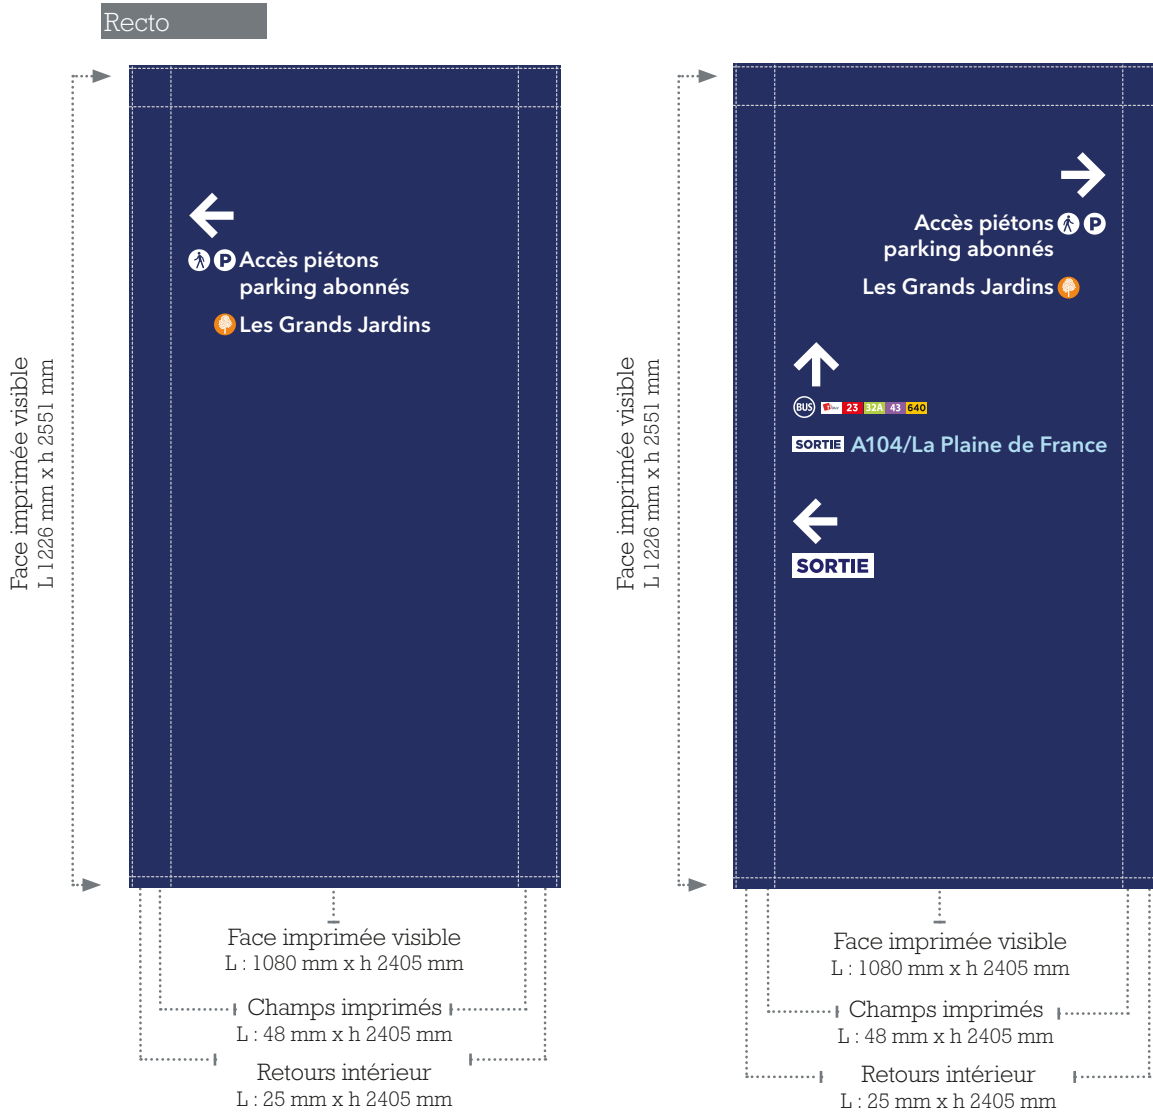 Recto
Face imprimée visible
L 1226 mm x h 2551 mm
P Accès piétons
parking abonnés
Les Grands Jardins
Face imprimée visible
L : 1080 mm x h 2405 mm
Champs imprimés
L : 48 mm x h 2405 mm
Retours intérieur
L : 25 mm x h 2405 mm
Face imprimée visible
L 1226 mm x h 2551 mm
Accès piétons P
parking abonnés
Les Grands Jardins
BUS 23 32A 43 640
SORTIE A104/La Plaine de France
SORTIE
Face imprimée visible
L : 1080 mm x h 2405 mm
Champs imprimés
L : 48 mm x h 2405 mm
Retours intérieur
L : 25 mm x h 2405 mm